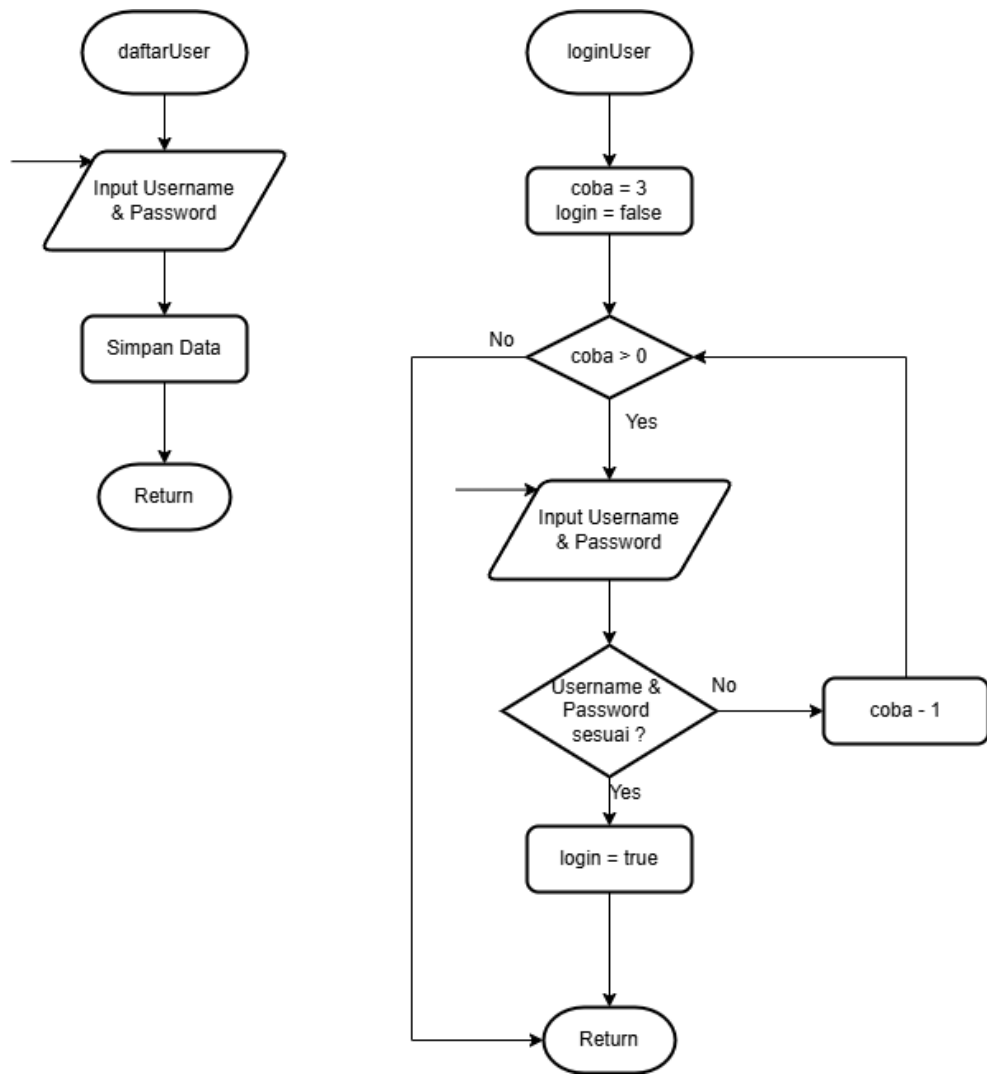 daftarUser
Input Username
& Password
Simpan Data
Return
loginUser
coba = 3
login = false
coba > 0
No
Yes
Input Username
& Password
Username &
Password
sesuai ?
No
coba - 1
Yes
login = true
Return